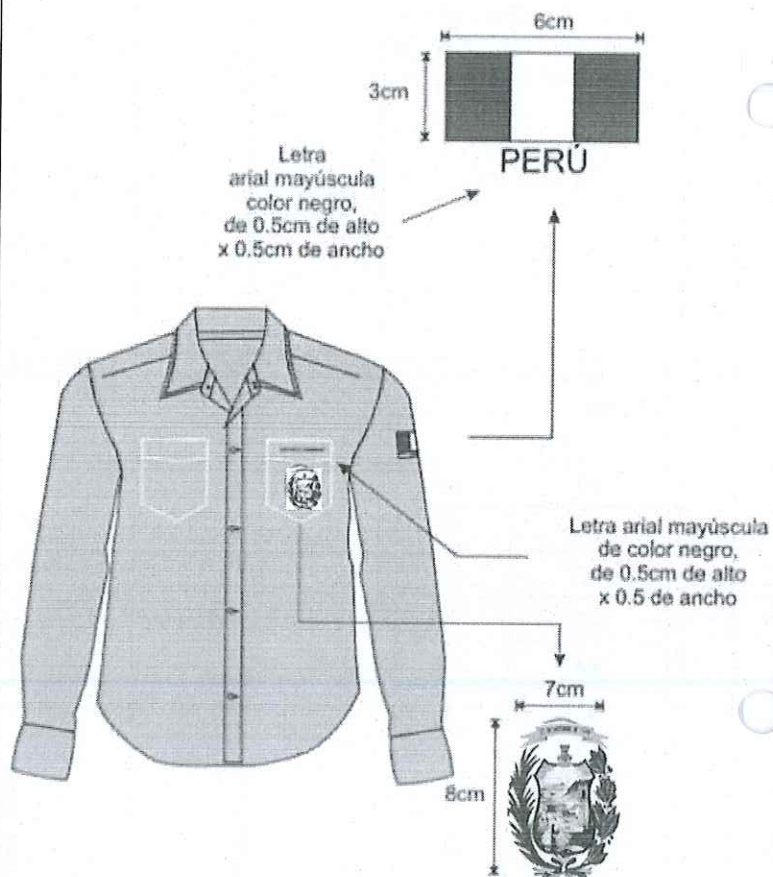 6cm
3cm
PERÚ
Letra
arial mayúscula
color negro,
de 0.5cm de alto
x 0.5cm de ancho
Letra arial mayúscula
de color negro,
de 0.5cm de alto
x 0.5 de ancho
7cm
8cm